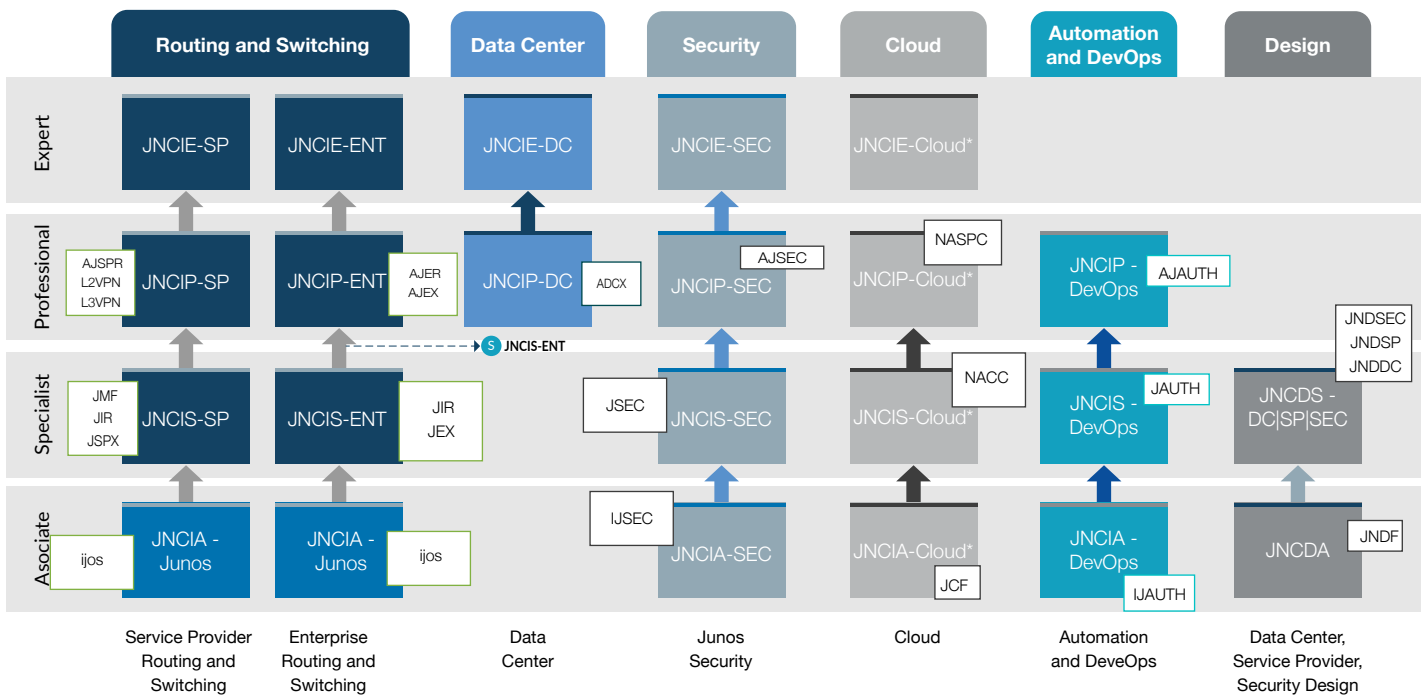 Routing and Switching
Data Center
Security
Cloud
Automation
and DevOps
Design
Expert
JNCIE-SP
JNCIE-ENT
JNCIE-DC
JNCIE-SEC
JNCIE-Cloud*
Professional
AJSPR
L2VPN
L3VPN
JNCIP-SP
JNCIP-ENT
AJER
AJEX
JNCIP-DC
ADCX
JNCIP-SEC
AJSEC
JNCIP-Cloud*
NASPC
JNCIP -
DevOps
AJAUTH
S JNCIS-ENT
Specialist
JMF
JIR
JSPX
JNCIS-SP
JNCIS-ENT
JIR
JEX
JSEC
JNCIS-SEC
JNCIS-Cloud*
NACC
JNCIS -
DevOps
JAUTH
JNCDS -
DC|SP|SEC
JNDSEC
JNDSP
JNDDC
Asociate
ijos
JNCIA -
Junos
JNCIA -
Junos
ijos
IJSEC
JNCIA-SEC
JNCIA-Cloud*
JCF
JNCIA -
DevOps
IJAUTH
JNCDA
JNDF
Service Provider
Routing and
Switching
Enterprise
Routing and
Switching
Data
Center
Junos
Security
Cloud
Automation
and DeveOps
Data Center,
Service Provider,
Security Design